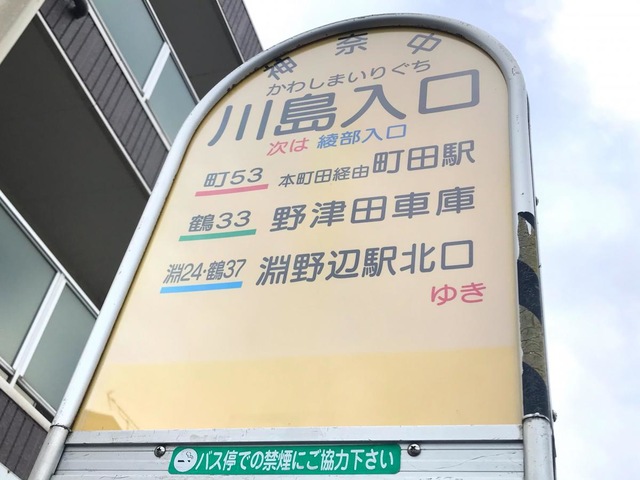 神奈中
かわしまいりぐち
川島入口
次は 綾部入口
町53 本町田経由町田駅
鶴33 野津田車庫
淵24・鶴37 淵野辺駅北口
ゆき
バス停での禁煙にご協力下さい